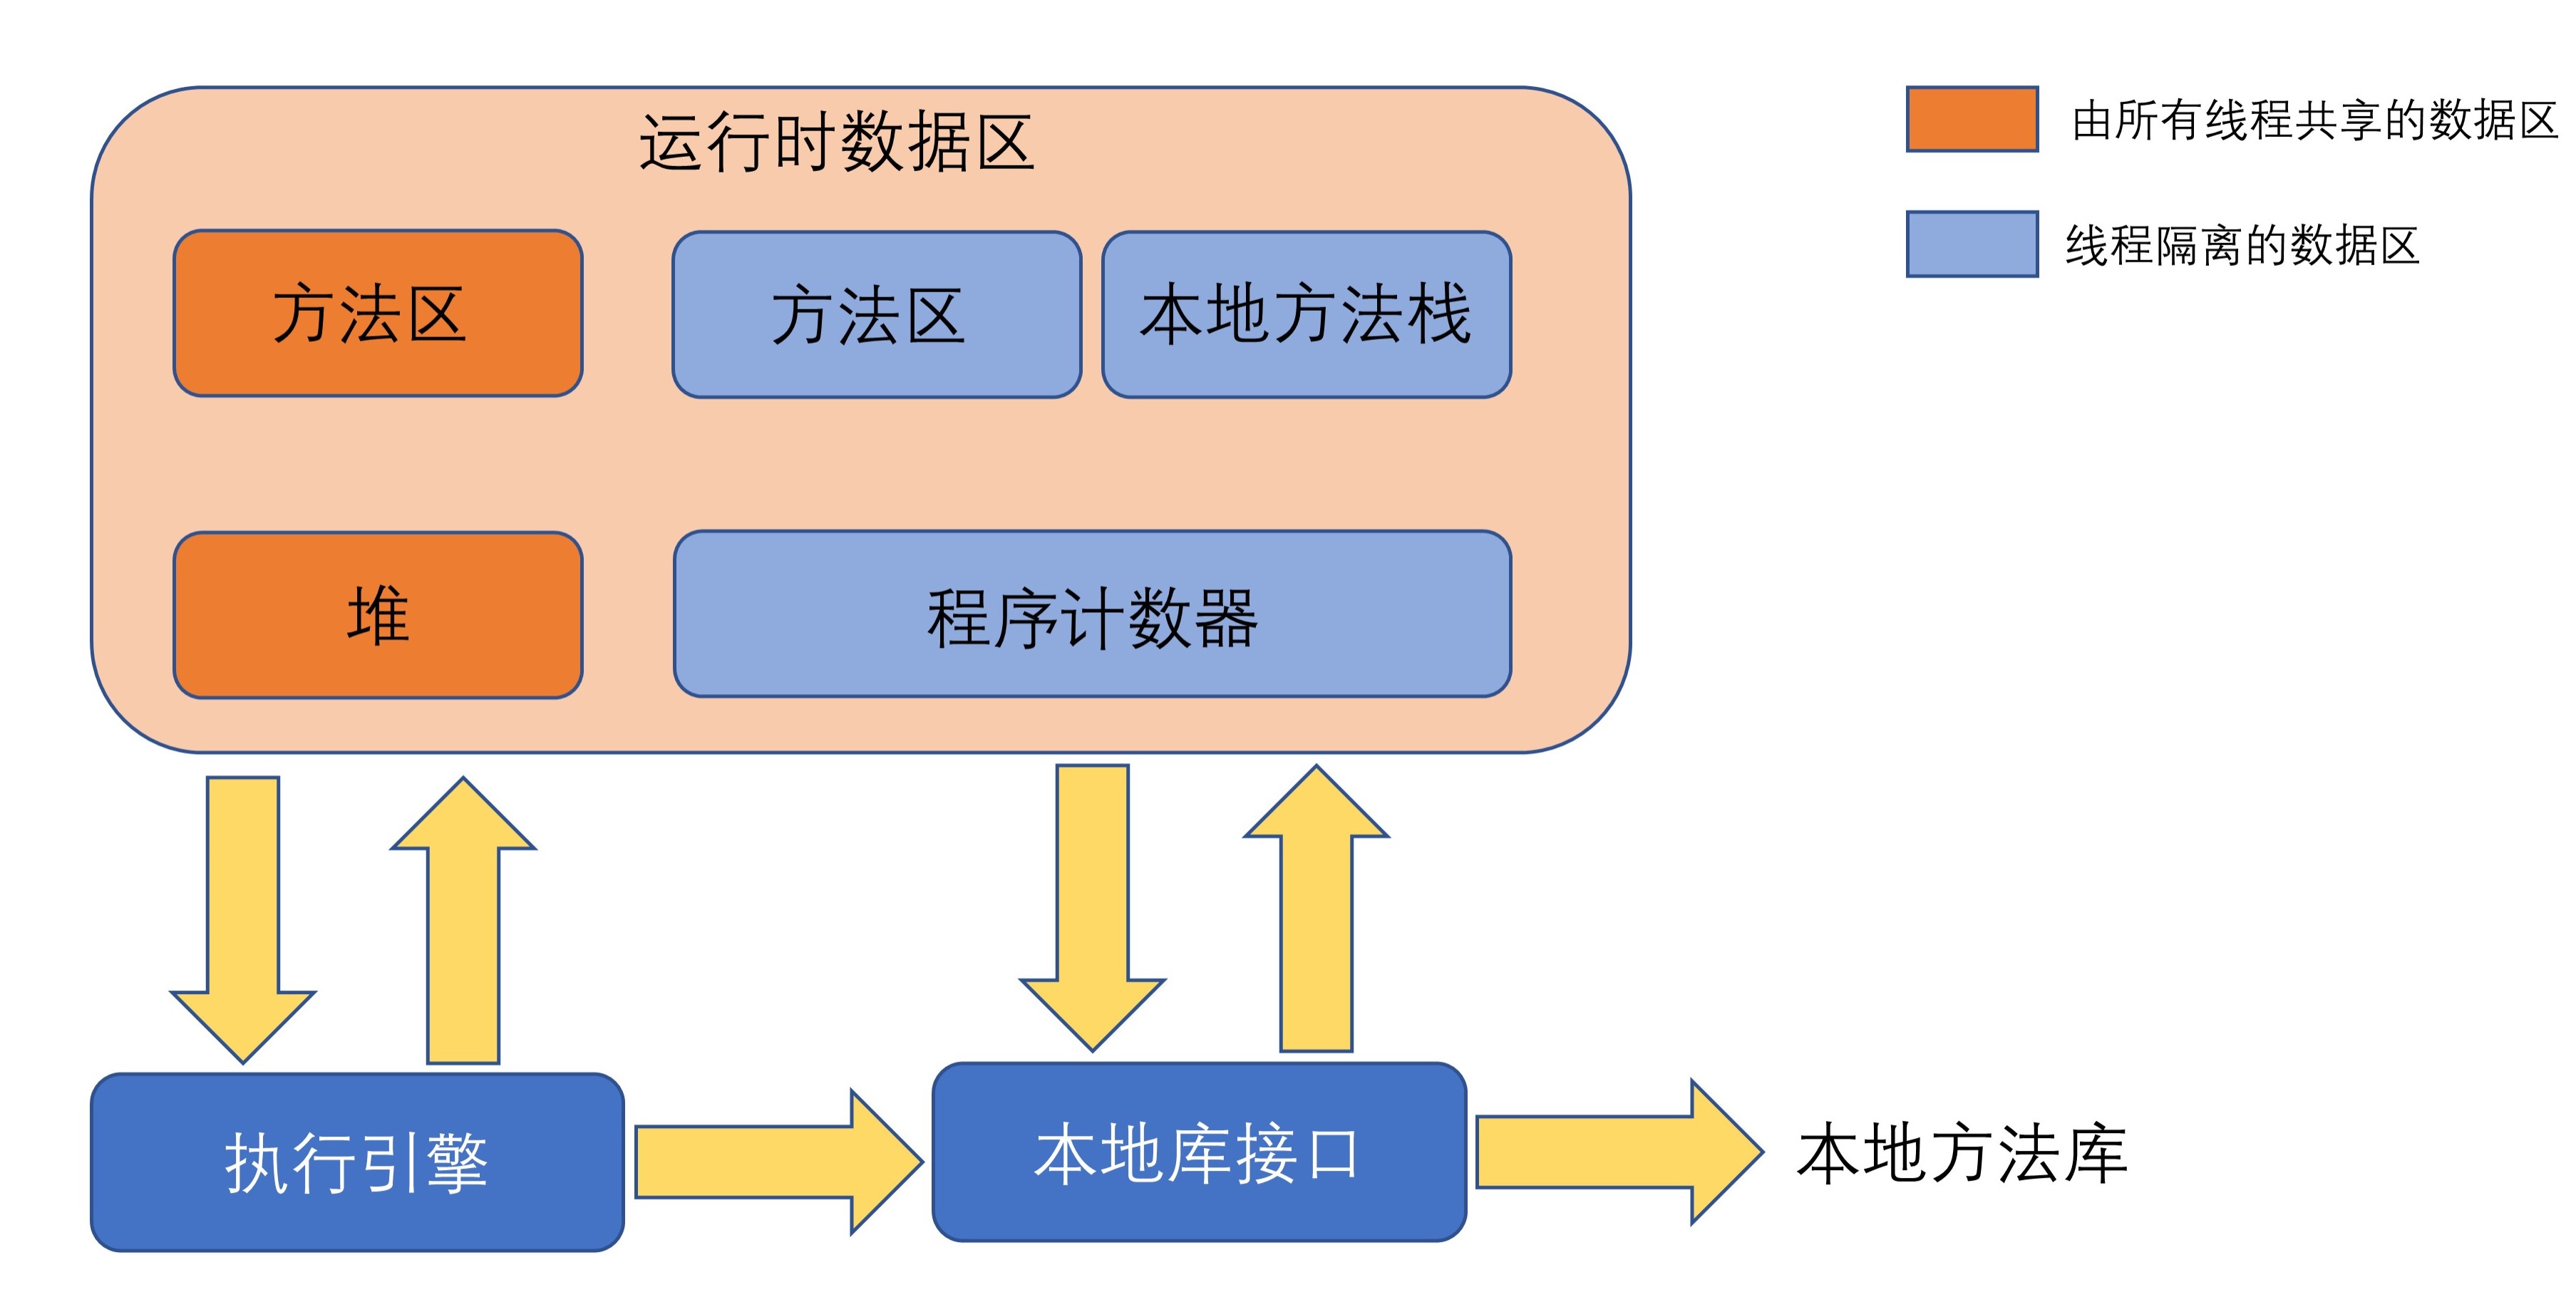 运行时数据区
由所有线程共享的数据区
线程隔离的数据区
方法区
方法区
本地方法栈
堆
程序计数器
执行引擎
本地库接口
本地方法库